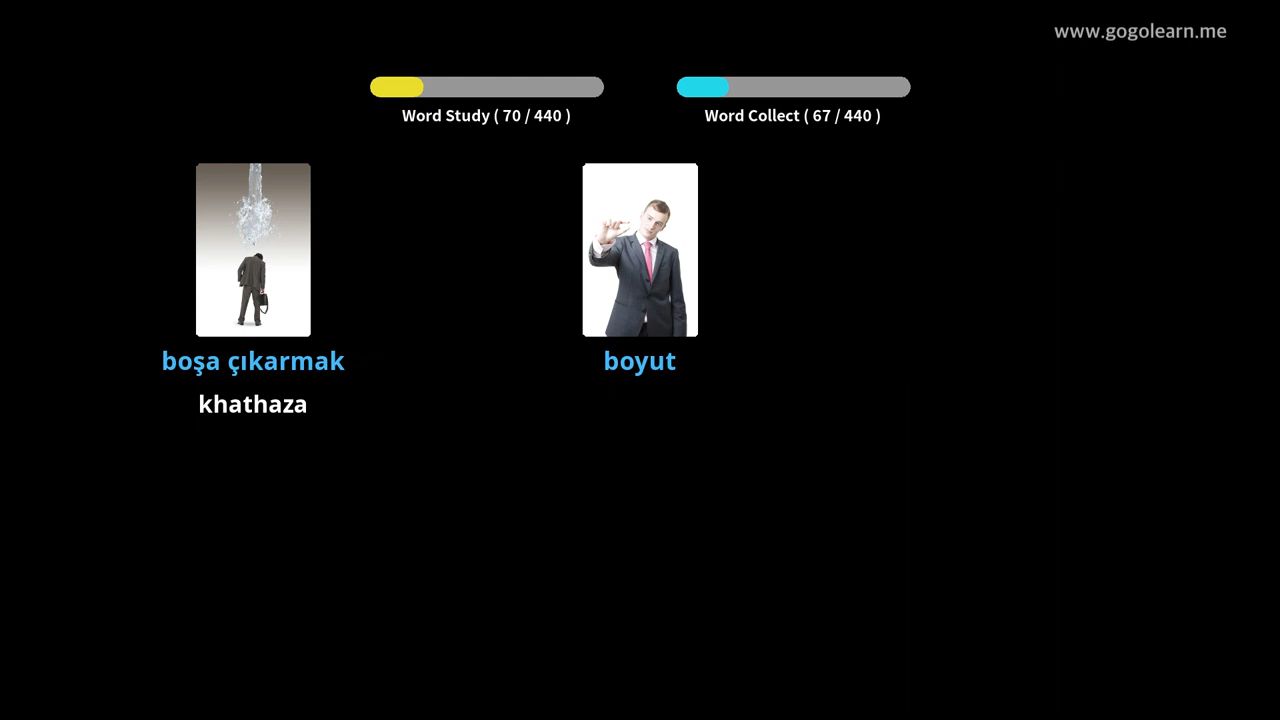 www.gogolearn.me
Word Study ( 70 / 440 )
Word Collect ( 67 / 440 )
boşa çıkarmak
khathaza
boyut